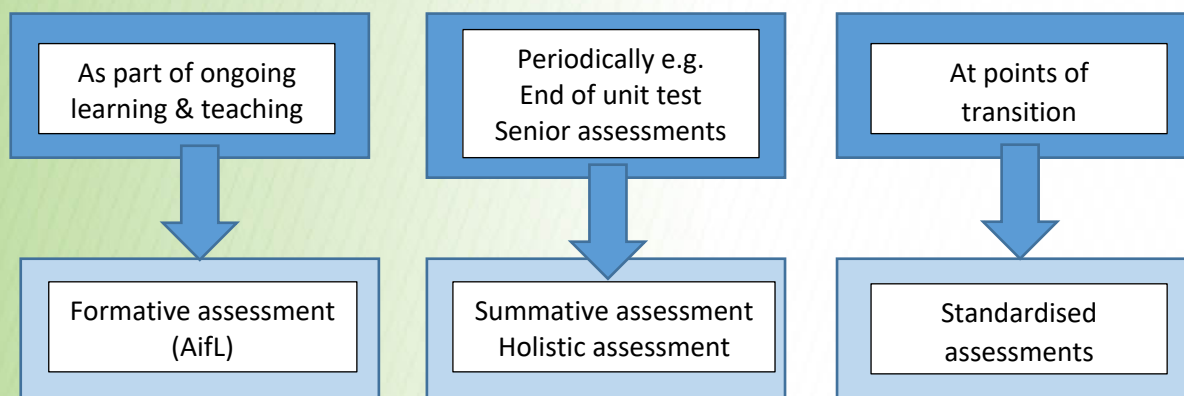 As part of ongoing
learning & teaching
Periodically e.g.
End of unit test
Senior assessments
At points of
transition
Formative assessment
(AifL)
Summative assessment
Holistic assessment
Standardised
assessments